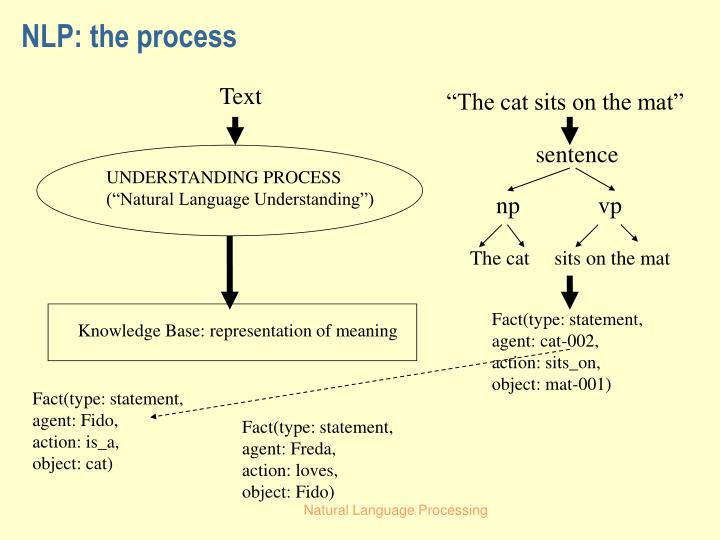 NLP: the process
Text
UNDERSTANDING PROCESS
(“Natural Language Understanding”)
Knowledge Base: representation of meaning
“The cat sits on the mat”
sentence
np vp
The cat sits on the mat
Fact(type: statement,
agent: cat-002,
action: sits_on,
object: mat-001)
Fact(type: statement,
agent: Fido,
action: is_a,
object: cat)
Fact(type: statement,
agent: Freda,
action: loves,
object: Fido)
Natural Language Processing